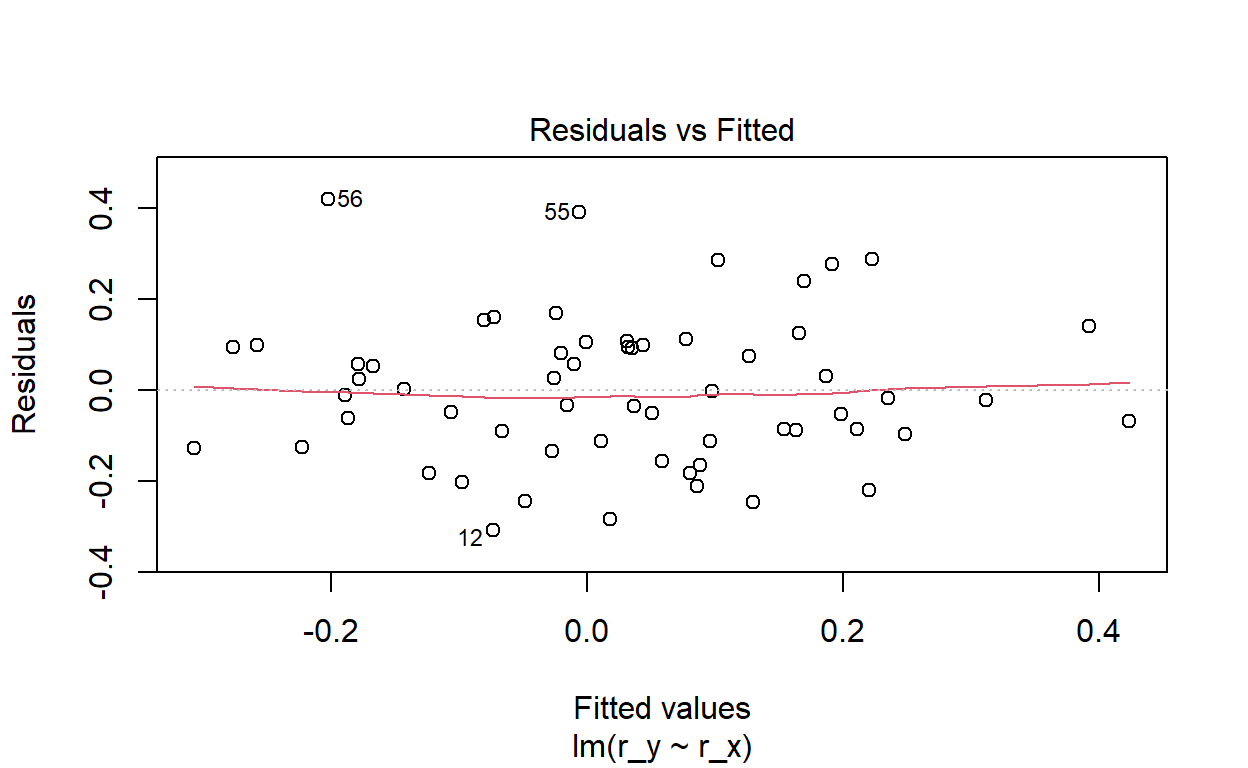 Residuals vs Fitted
Residuals
0.4
0.2
0.0
-0.2
-0.4
56
55
12
-0.2 0.0 0.2 0.4
Fitted values
lm(r_y ~ r_x)